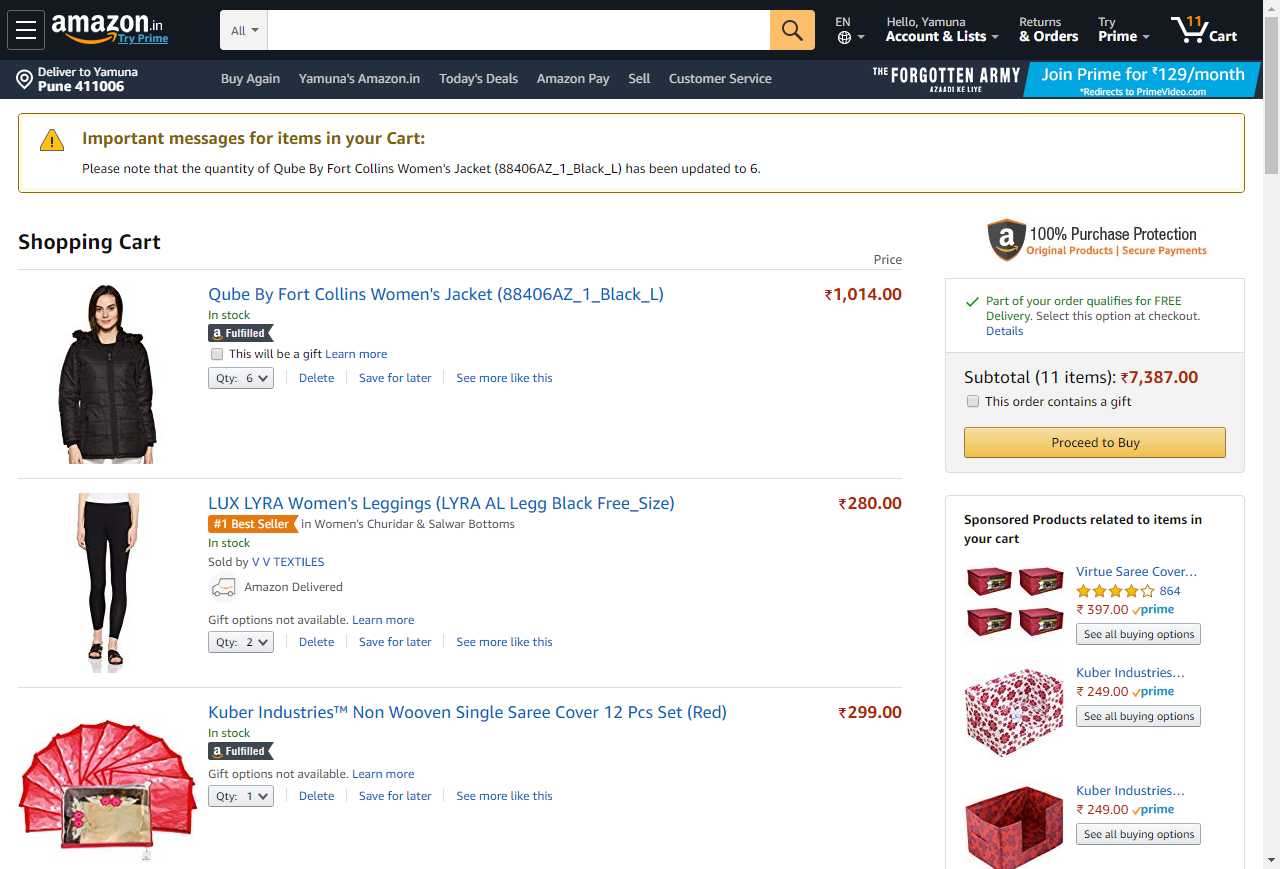 amazon.in
Try Prime
All
EN
Hello, Yamuna
Account & Lists
Returns
& Orders
Try
Prime
11
Cart
Deliver to Yamuna
Pune 411006
Buy Again
Yamuna's Amazon.in
Today's Deals
Amazon Pay
Sell
Customer Service
THE FORGOTTEN ARMY
AZAADI KE LIYE
Join Prime for ₹129/month
*Redirects to PrimeVideo.com
Important messages for items in your Cart:
Please note that the quantity of Qube By Fort Collins Women's Jacket (88406AZ_1_Black_L) has been updated to 6.
Shopping Cart
Price
Qube By Fort Collins Women's Jacket (88406AZ_1_Black_L)
₹1,014.00
In stock
a Fulfilled
This will be a gift Learn more
Qty: 6
Delete
Save for later
See more like this
LUX LYRA Women's Leggings (LYRA AL Legg Black Free_Size)
₹280.00
#1 Best Seller in Women's Churidar & Salwar Bottoms
In stock
Sold by V V TEXTILES
Amazon Delivered
Gift options not available. Learn more
Qty: 2
Delete
Save for later
See more like this
Kuber Industries™ Non Wooven Single Saree Cover 12 Pcs Set (Red)
₹299.00
In stock
a Fulfilled
Gift options not available. Learn more
Qty: 1
Delete
Save for later
See more like this
a
100% Purchase Protection
Original Products | Secure Payments
Part of your order qualifies for FREE
Delivery. Select this option at checkout.
Details
Subtotal (11 items): ₹7,387.00
This order contains a gift
Proceed to Buy
Sponsored Products related to items in
your cart
Virtue Saree Cover...
864
₹ 397.00 prime
See all buying options
Kuber Industries...
₹ 249.00 prime
See all buying options
Kuber Industries...
₹ 249.00 prime
See all buying options